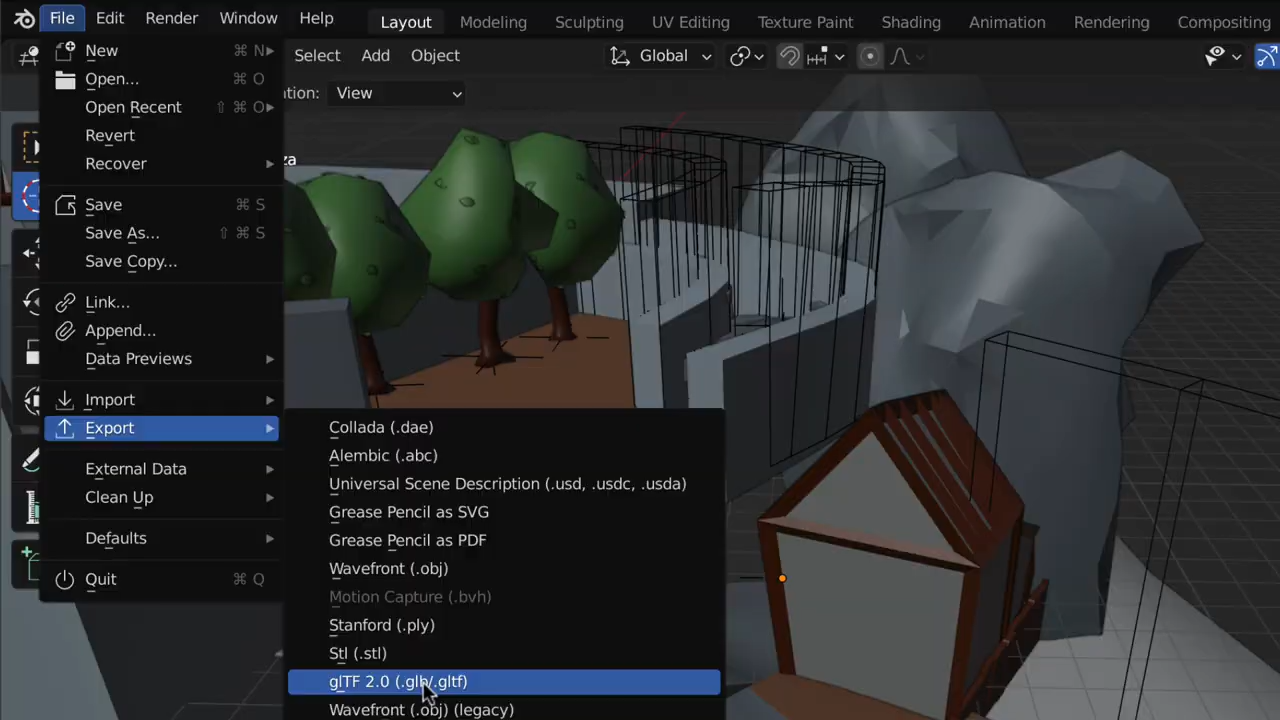 File Edit Render Window Help Layout Modeling Sculpting UV Editing Texture Paint Shading Animation Rendering Compositing
New ⌘ N
Select Add Object Global
Open... ⌘ O
ation: View
Open Recent ⇧ ⌘ O
Revert
Recover
za
Save ⌘ S
Save As... ⇧ ⌘ S
Save Copy...
Link...
Append...
Data Previews
Import
Export
External Data
Clean Up
Defaults
Quit ⌘ Q
Collada (.dae)
Alembic (.abc)
Universal Scene Description (.usd, .usdc, .usda)
Grease Pencil as SVG
Grease Pencil as PDF
Wavefront (.obj)
Motion Capture (.bvh)
Stanford (.ply)
Stl (.stl)
glTF 2.0 (.glb/.gltf)
Wavefront (.obj) (legacy)